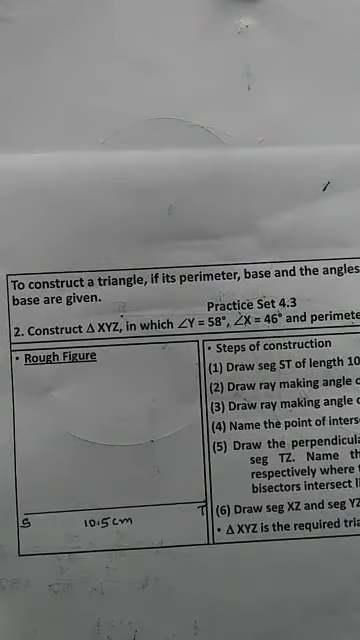 To construct a triangle, if its perimeter, base and the angles
base are given.
Practice Set 4.3
2. Construct Δ XYZ, in which ∠Y = 58°, ∠X = 46° and perimete
• Rough Figure
S 10.5cm T
• Steps of construction
(1) Draw seg ST of length 10
(2) Draw ray making angle o
(3) Draw ray making angle o
(4) Name the point of inters
(5) Draw the perpendicula
seg TZ. Name th
respectively where
bisectors intersect li
(6) Draw seg XZ and seg YZ
• Δ XYZ is the required tria